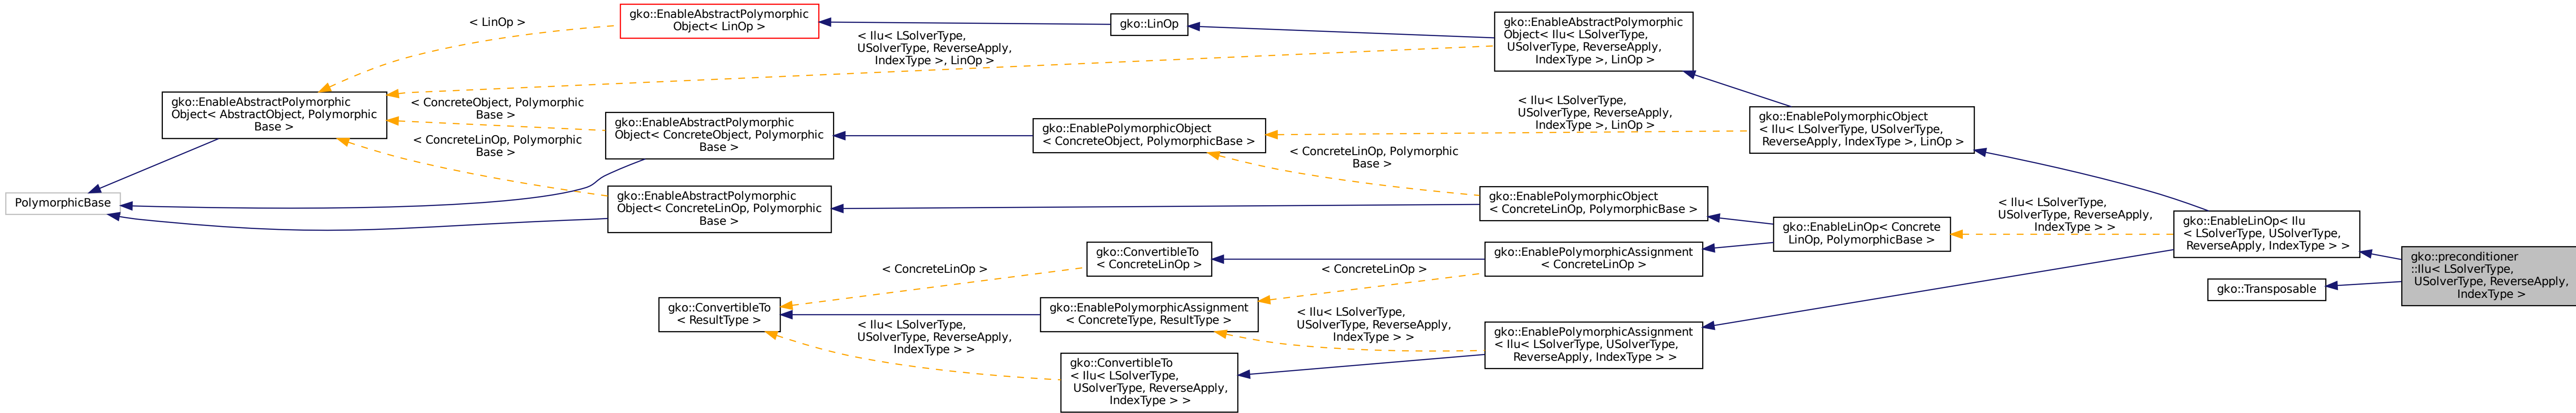 PolymorphicBase
gko::EnableAbstractPolymorphic
Object< AbstractObject, Polymorphic
Base >
< LinOp >
< Ilu< LSolverType,
USolverType, ReverseApply,
IndexType >, LinOp >
< ConcreteObject, Polymorphic
Base >
< ConcreteLinOp, Polymorphic
Base >
gko::EnableAbstractPolymorphic
Object< LinOp >
gko::EnableAbstractPolymorphic
Object< ConcreteObject, Polymorphic
Base >
gko::EnableAbstractPolymorphic
Object< ConcreteLinOp, Polymorphic
Base >
gko::ConvertibleTo
< ResultType >
< ConcreteLinOp >
< Ilu< LSolverType,
USolverType, ReverseApply,
IndexType > >
gko::LinOp
gko::EnablePolymorphicObject
< ConcreteObject, PolymorphicBase >
gko::ConvertibleTo
< ConcreteLinOp >
gko::EnablePolymorphicAssignment
< ConcreteType, ResultType >
gko::ConvertibleTo
< Ilu< LSolverType,
USolverType, ReverseApply,
IndexType > >
< Ilu< LSolverType,
USolverType, ReverseApply,
IndexType >, LinOp >
< ConcreteLinOp, Polymorphic
Base >
< ConcreteLinOp >
< Ilu< LSolverType,
USolverType, ReverseApply,
IndexType > >
gko::EnableAbstractPolymorphic
Object< Ilu< LSolverType,
USolverType, ReverseApply,
IndexType >, LinOp >
gko::EnablePolymorphicObject
< ConcreteLinOp, PolymorphicBase >
gko::EnablePolymorphicAssignment
< ConcreteLinOp >
gko::EnablePolymorphicAssignment
< Ilu< LSolverType, USolverType,
ReverseApply, IndexType > >
gko::EnablePolymorphicObject
< Ilu< LSolverType, USolverType,
ReverseApply, IndexType >, LinOp >
gko::EnableLinOp< Concrete
LinOp, PolymorphicBase >
< Ilu< LSolverType,
USolverType, ReverseApply,
IndexType > >
gko::EnableLinOp< Ilu
< LSolverType, USolverType,
ReverseApply, IndexType > >
gko::Transposable
gko::preconditioner
::Ilu< LSolverType,
USolverType, ReverseApply,
IndexType >